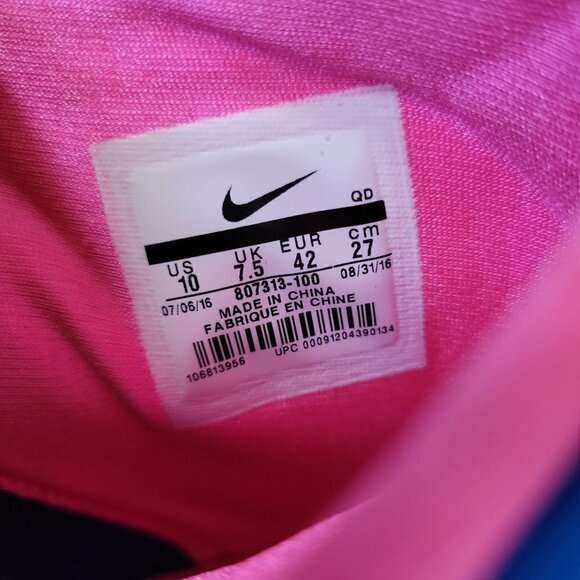 QD
US UK EUR cm
10 7.5 42 27
07/06/16 807313-100 08/31/16
MADE IN CHINA
FABRIQUE EN CHINE
106813956 UPC 00091204390134